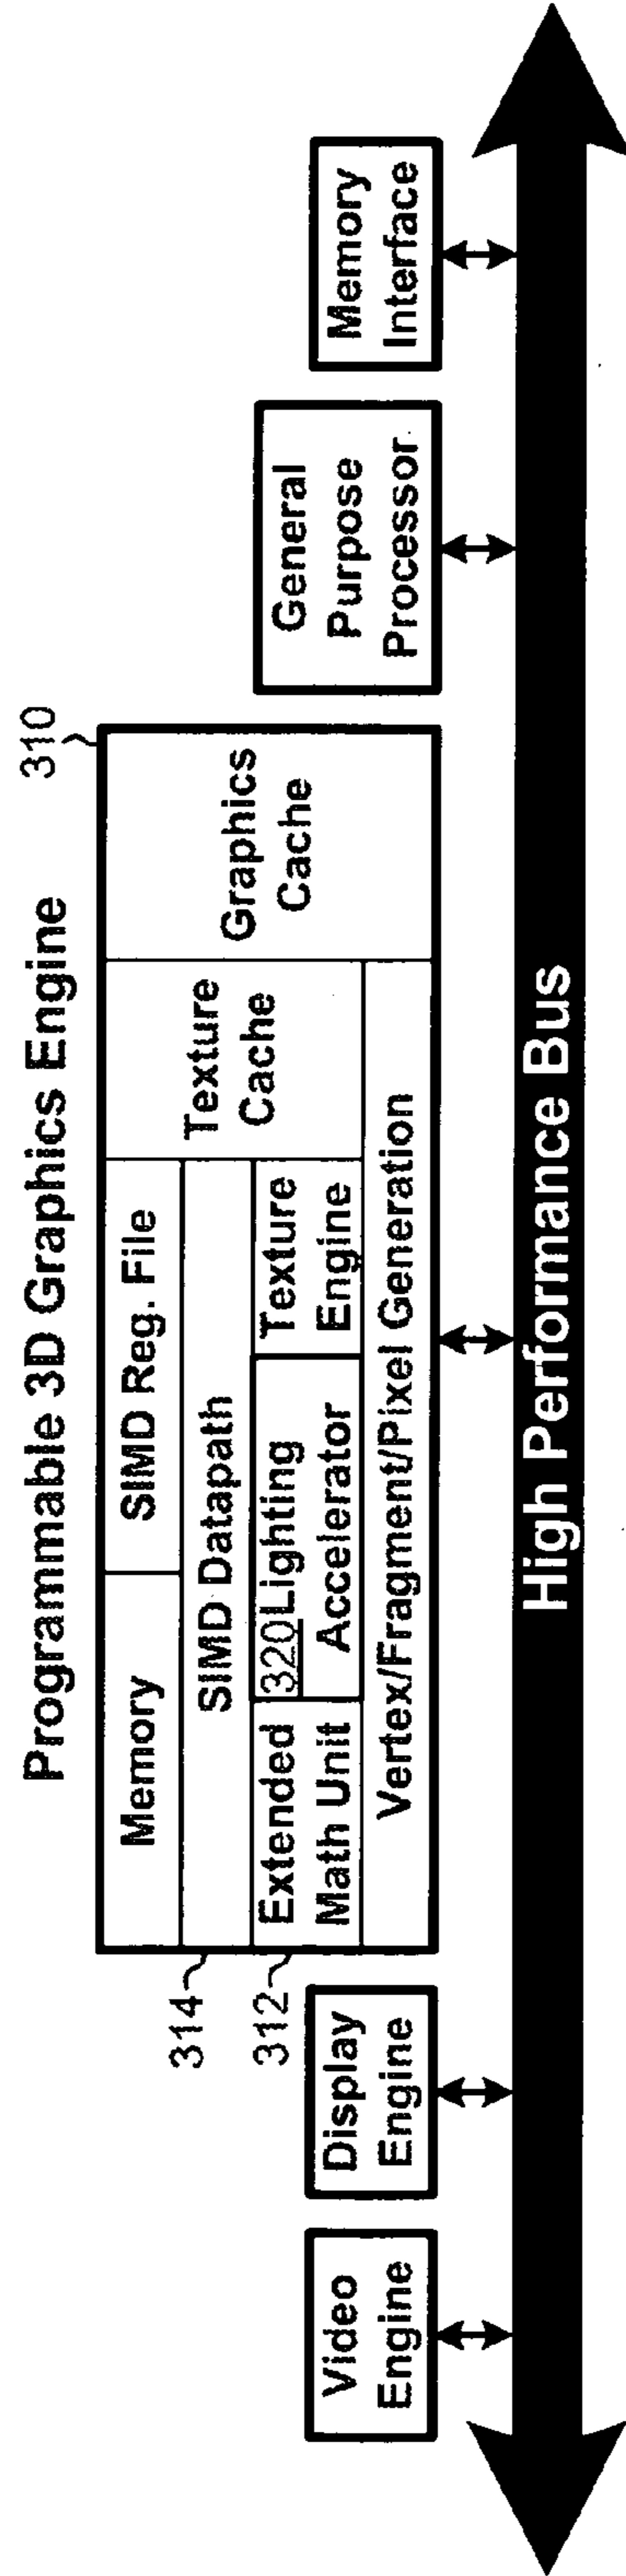 Programmable 3D Graphics Engine
310
Memory
SIMD Reg. File
Texture
Cache
Graphics
Cache
314
SIMD Datapath
312
Extended
Math Unit
320 Lighting
Accelerator
Texture
Engine
Vertex/Fragment/Pixel Generation
Video
Engine
Display
Engine
General
Purpose
Processor
Memory
Interface
High Performance Bus